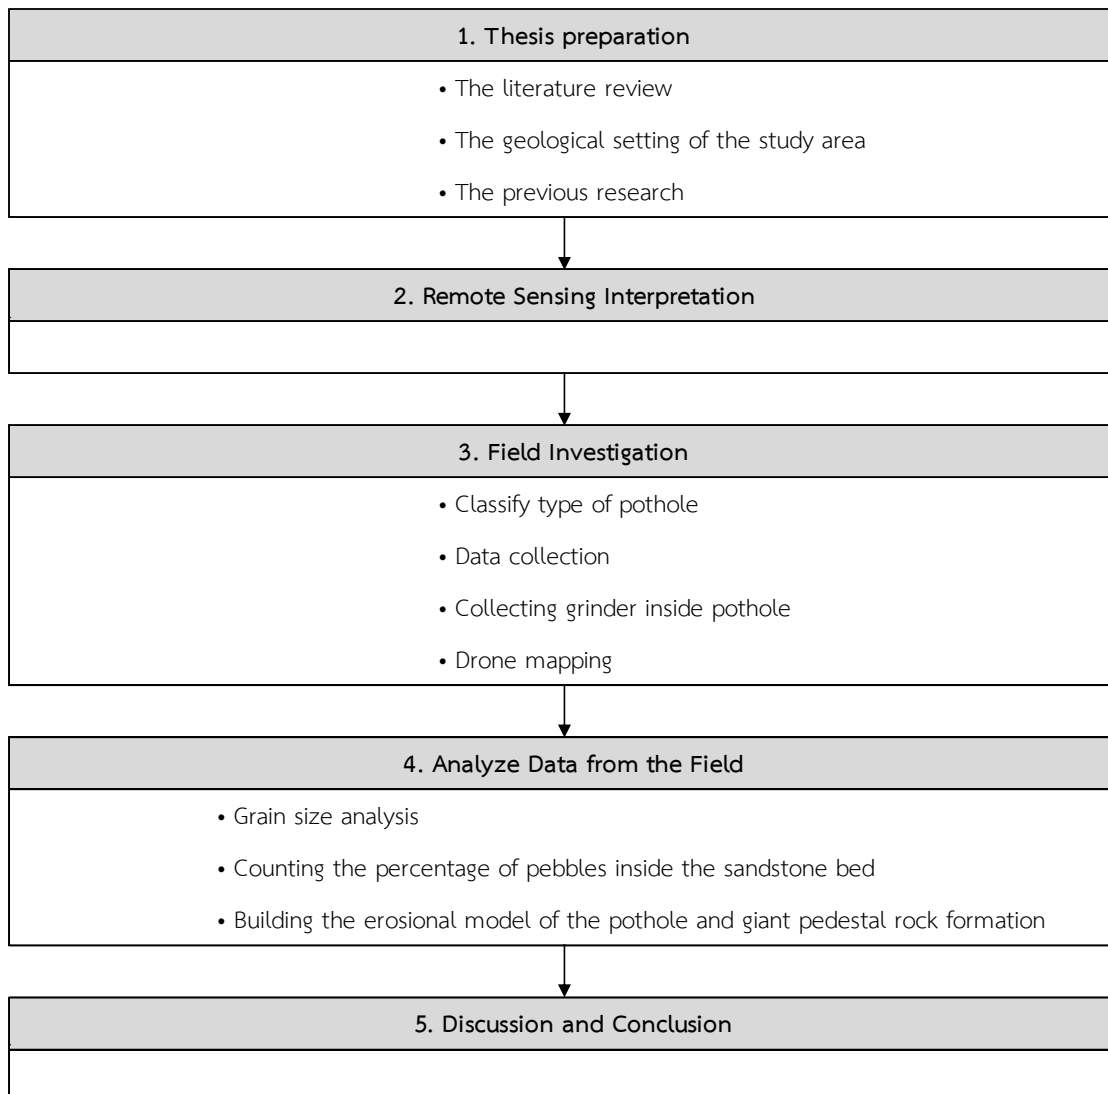 1. Thesis preparation
• The literature review
• The geological setting of the study area
• The previous research
2. Remote Sensing Interpretation
3. Field Investigation
• Classify type of pothole
• Data collection
• Collecting grinder inside pothole
• Drone mapping
4. Analyze Data from the Field
• Grain size analysis
• Counting the percentage of pebbles inside the sandstone bed
• Building the erosional model of the pothole and giant pedestal rock formation
5. Discussion and Conclusion